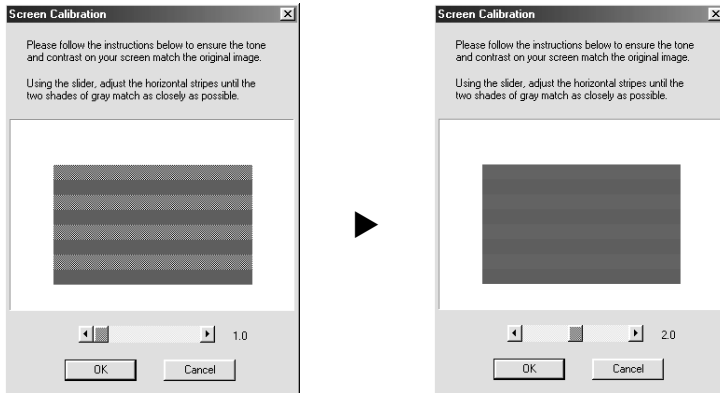 Screen Calibration
Please follow the instructions below to ensure the tone
and contrast on your screen match the original image.
Using the slider, adjust the horizontal stripes until the
two shades of gray match as closely as possible.
1.0
OK
Cancel
Screen Calibration
Please follow the instructions below to ensure the tone
and contrast on your screen match the original image.
Using the slider, adjust the horizontal stripes until the
two shades of gray match as closely as possible.
2.0
OK
Cancel